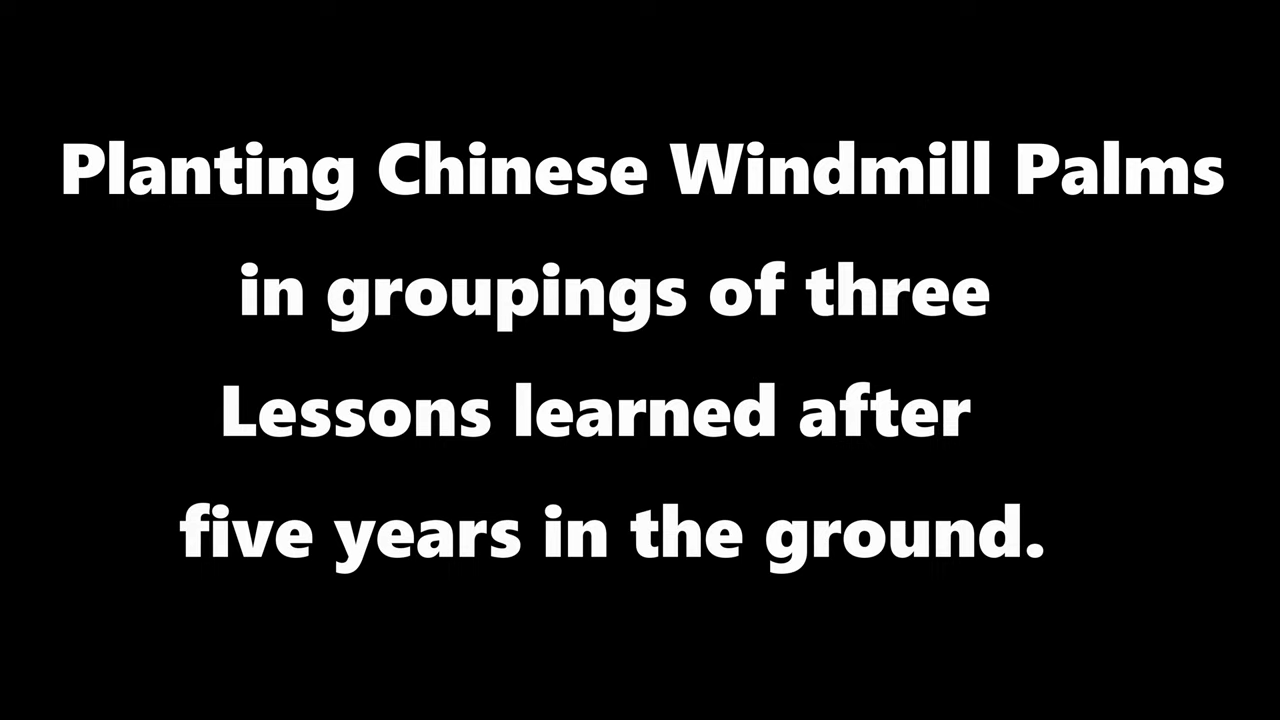 Planting Chinese Windmill Palms
in groupings of three
Lessons learned after
five years in the ground.